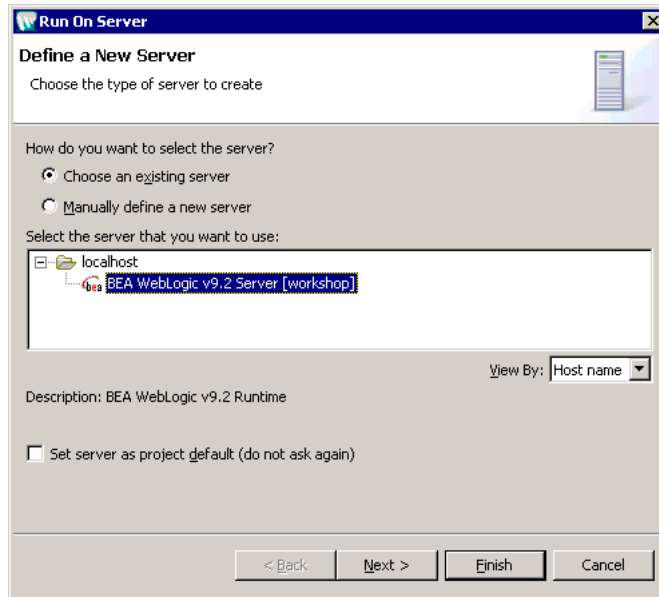 Run On Server
Define a New Server
Choose the type of server to create
How do you want to select the server?
Choose an existing server
Manually define a new server
Select the server that you want to use:
localhost
bea BEA WebLogic v9.2 Server [workshop]
View By: Host name
Description: BEA WebLogic v9.2 Runtime
Set server as project default (do not ask again)
< Back Next > Finish Cancel